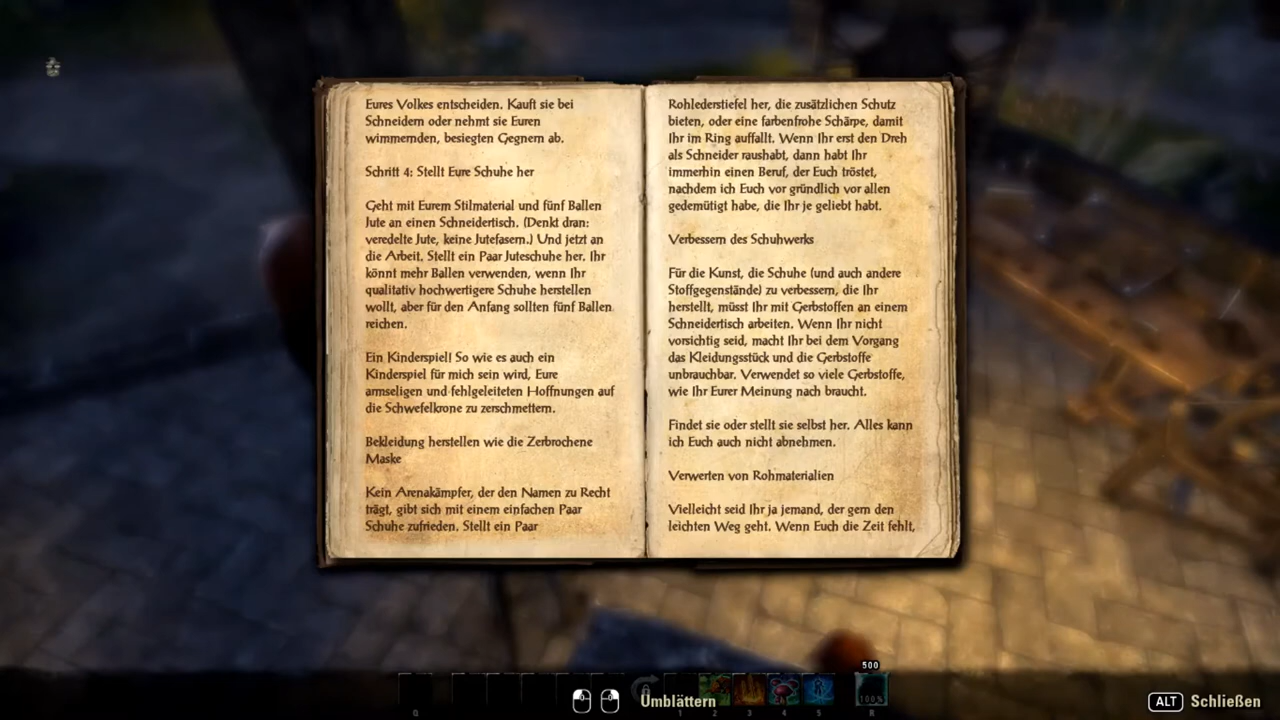 Eures Volkes entscheiden. Kauft sie bei
Schneidern oder nehmt sie Euren
wimmernden, besiegten Gegnern ab.
Schritt 4: Stellt Eure Schuhe her
Geht mit Eurem Stilmaterial und fünf Ballen
Jute an einen Schneidertisch. (Denkt dran:
veredelte Jute, keine Jutefasern.) Und jetzt an
die Arbeit. Stellt ein Paar Juteschuhe her. Ihr
könnt mehr Ballen verwenden, wenn Ihr
qualitativ hochwertigere Schuhe herstellen
wollt, aber für den Anfang sollten fünf Ballen
reichen.
Ein Kinderspiel! So wie es auch ein
Kinderspiel für mich sein wird, Eure
armseligen und fehlgeleiteten Hoffnungen auf
die Schwefelkrone zu zerschmettern.
Bekleidung herstellen wie die Zerbrochene
Maske
Kein Arenakämpfer, der den Namen zu Recht
trägt, gibt sich mit einem einfachen Paar
Schuhe zufrieden. Stellt ein Paar
Rohlederstiefel her, die zusätzlichen Schutz
bieten, oder eine farbenfrohe Schärpe, damit
Ihr im Ring auffallt. Wenn Ihr erst den Dreh
als Schneider raushabt, dann habt Ihr
immerhin einen Beruf, der Euch tröstet,
nachdem ich Euch vor gründlich vor allen
gedemütigt habe, die Ihr je geliebt habt.
Verbessern des Schuhwerks
Für die Kunst, die Schuhe (und auch andere
Stoffgegenstände) zu verbessern, die Ihr
herstellt, müsst Ihr mit Gerbstoffen an einem
Schneidertisch arbeiten. Wenn Ihr nicht
vorsichtig seid, macht Ihr bei dem Vorgang
das Kleidungsstück und die Gerbstoffe
unbrauchbar. Verwendet so viele Gerbstoffe,
wie Ihr Eurer Meinung nach braucht.
Findet sie oder stellt sie selbst her. Alles kann
ich Euch auch nicht abnehmen.
Verwerten von Rohmaterialien
Vielleicht seid Ihr ja jemand, der gern den
leichten Weg geht. Wenn Euch die Zeit fehlt,
500
100%
Q 1 2 3 4 5 R
Umblättern
ALT Schließen